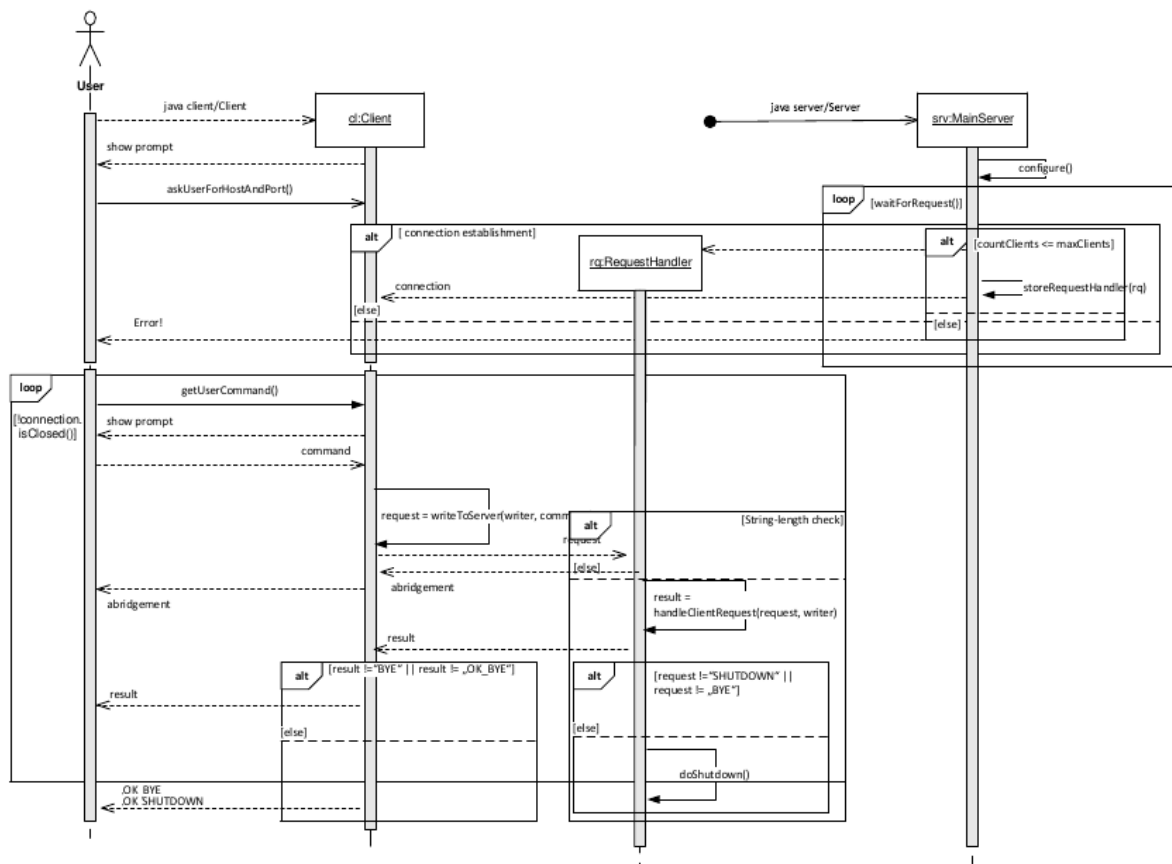 User
java client/Client
cl:Client
java server/Server
srv:MainServer
show prompt
configure()
askUserForHostAndPort()
loop
[waitForRequest()]
alt
[ connection establishment]
alt
[countClients <= maxClients]
rq:RequestHandler
connection
storeRequestHandler(rq)
[else]
Error!
[else]
loop
getUserCommand()
[!connection.
isClosed()]
show prompt
command
request = writeToServer(writer, comm
alt
[String-length check]
request
[else]
abridgement
abridgement
result =
handleClientRequest(request, writer)
result
alt
[result !="BYE" || result != „OK_BYE"]
alt
[request !="SHUTDOWN" ||
request != „BYE"]
result
[else]
[else]
doShutdown()
OK BYE
OK SHUTDOWN